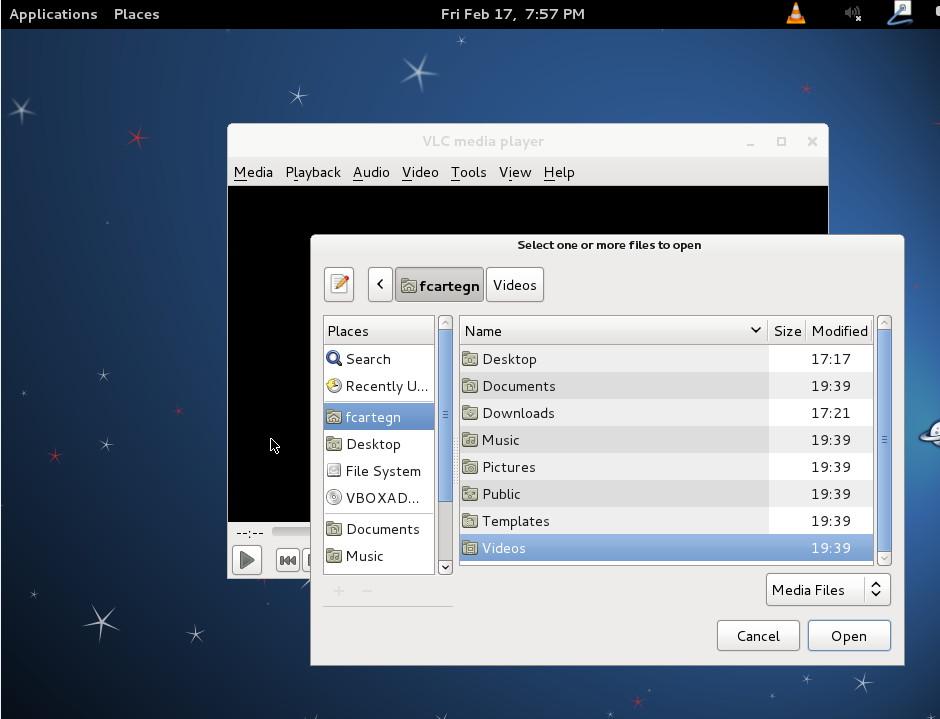 Applications Places Fri Feb 17, 7:57 PM
VLC media player
Media Playback Audio Video Tools View Help
Select one or more files to open
fcartegn Videos
Places Name Size Modified
Search Desktop 17:17
Recently U... Documents 19:39
fcartegn Downloads 17:21
Desktop Music 19:39
File System Pictures 19:39
VBOXAD... Public 19:39
Documents Templates 19:39
Music Videos 19:39
--:--
Media Files
Cancel Open